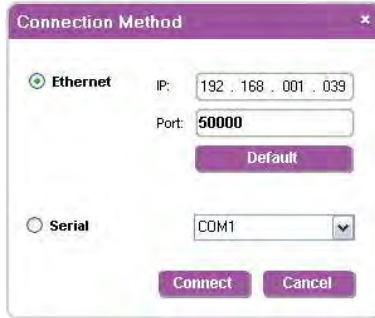 Connection Method ×
Ethernet IP: 192 . 168 . 001 . 039
Port: 50000
Default
Serial COM1
Connect Cancel